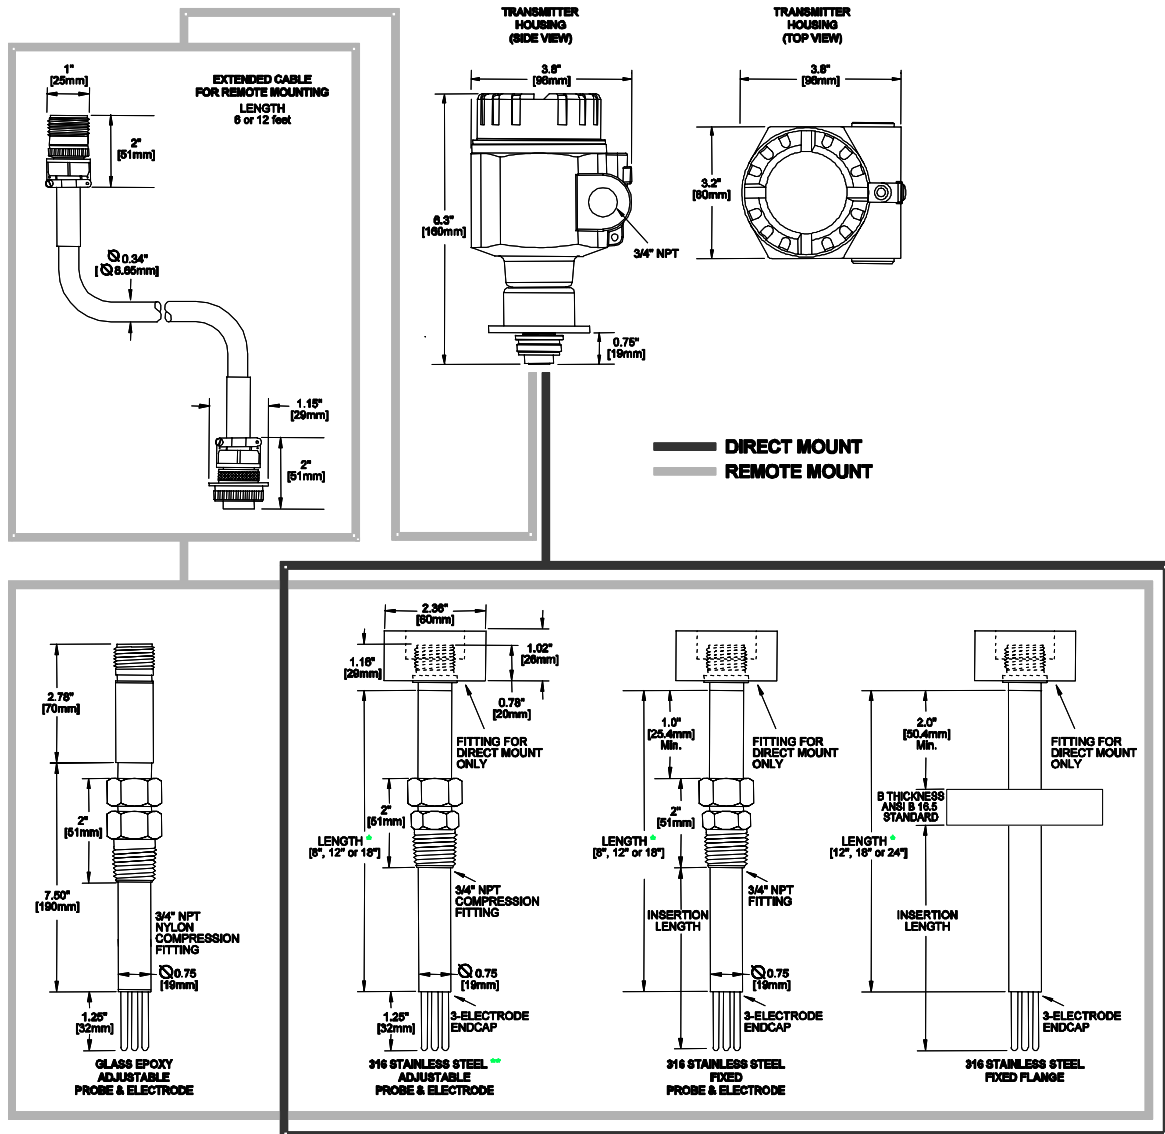 TRANSMITTER
HOUSING
(SIDE VIEW)
TRANSMITTER
HOUSING
(TOP VIEW)
1"
[25mm]
EXTENDED CABLE
FOR REMOTE MOUNTING
LENGTH
6 or 12 feet
2"
[51mm]
3.8"
[96mm]
3.8"
[96mm]
6.3"
[160mm]
3.2"
[80mm]
3/4" NPT
Ø 0.34"
[Ø8.65mm]
0.75"
[19mm]
1.15"
[29mm]
2"
[51mm]
DIRECT MOUNT
REMOTE MOUNT
2.78"
[70mm]
2"
[51mm]
7.50"
[190mm]
3/4" NPT
NYLON
COMPRESSION
FITTING
Ø0.75
[19mm]
1.25"
[32mm]
GLASS EPOXY
ADJUSTABLE
PROBE & ELECTRODE
2.36"
[60mm]
1.16"
[29mm]
1.02"
[26mm]
0.78"
[20mm]
FITTING FOR
DIRECT MOUNT
ONLY
2"
[51mm]
LENGTH *
[8", 12" or 18"]
3/4" NPT
COMPRESSION
FITTING
Ø 0.75
[19mm]
1.25"
[32mm]
3-ELECTRODE
ENDCAP
316 STAINLESS STEEL **
ADJUSTABLE
PROBE & ELECTRODE
1.0"
[25.4mm]
Min.
FITTING FOR
DIRECT MOUNT
ONLY
2"
[51mm]
LENGTH *
[8", 12" or 18"]
3/4" NPT
FITTING
INSERTION
LENGTH
Ø0.75
[19mm]
3-ELECTRODE
ENDCAP
316 STAINLESS STEEL
FIXED
PROBE & ELECTRODE
2.0"
[50.4mm]
Min.
FITTING FOR
DIRECT MOUNT
ONLY
B THICKNESS
ANSI B 16.5
STANDARD
LENGTH *
[12", 18" or 24"]
INSERTION
LENGTH
3-ELECTRODE
ENDCAP
316 STAINLESS STEEL
FIXED FLANGE